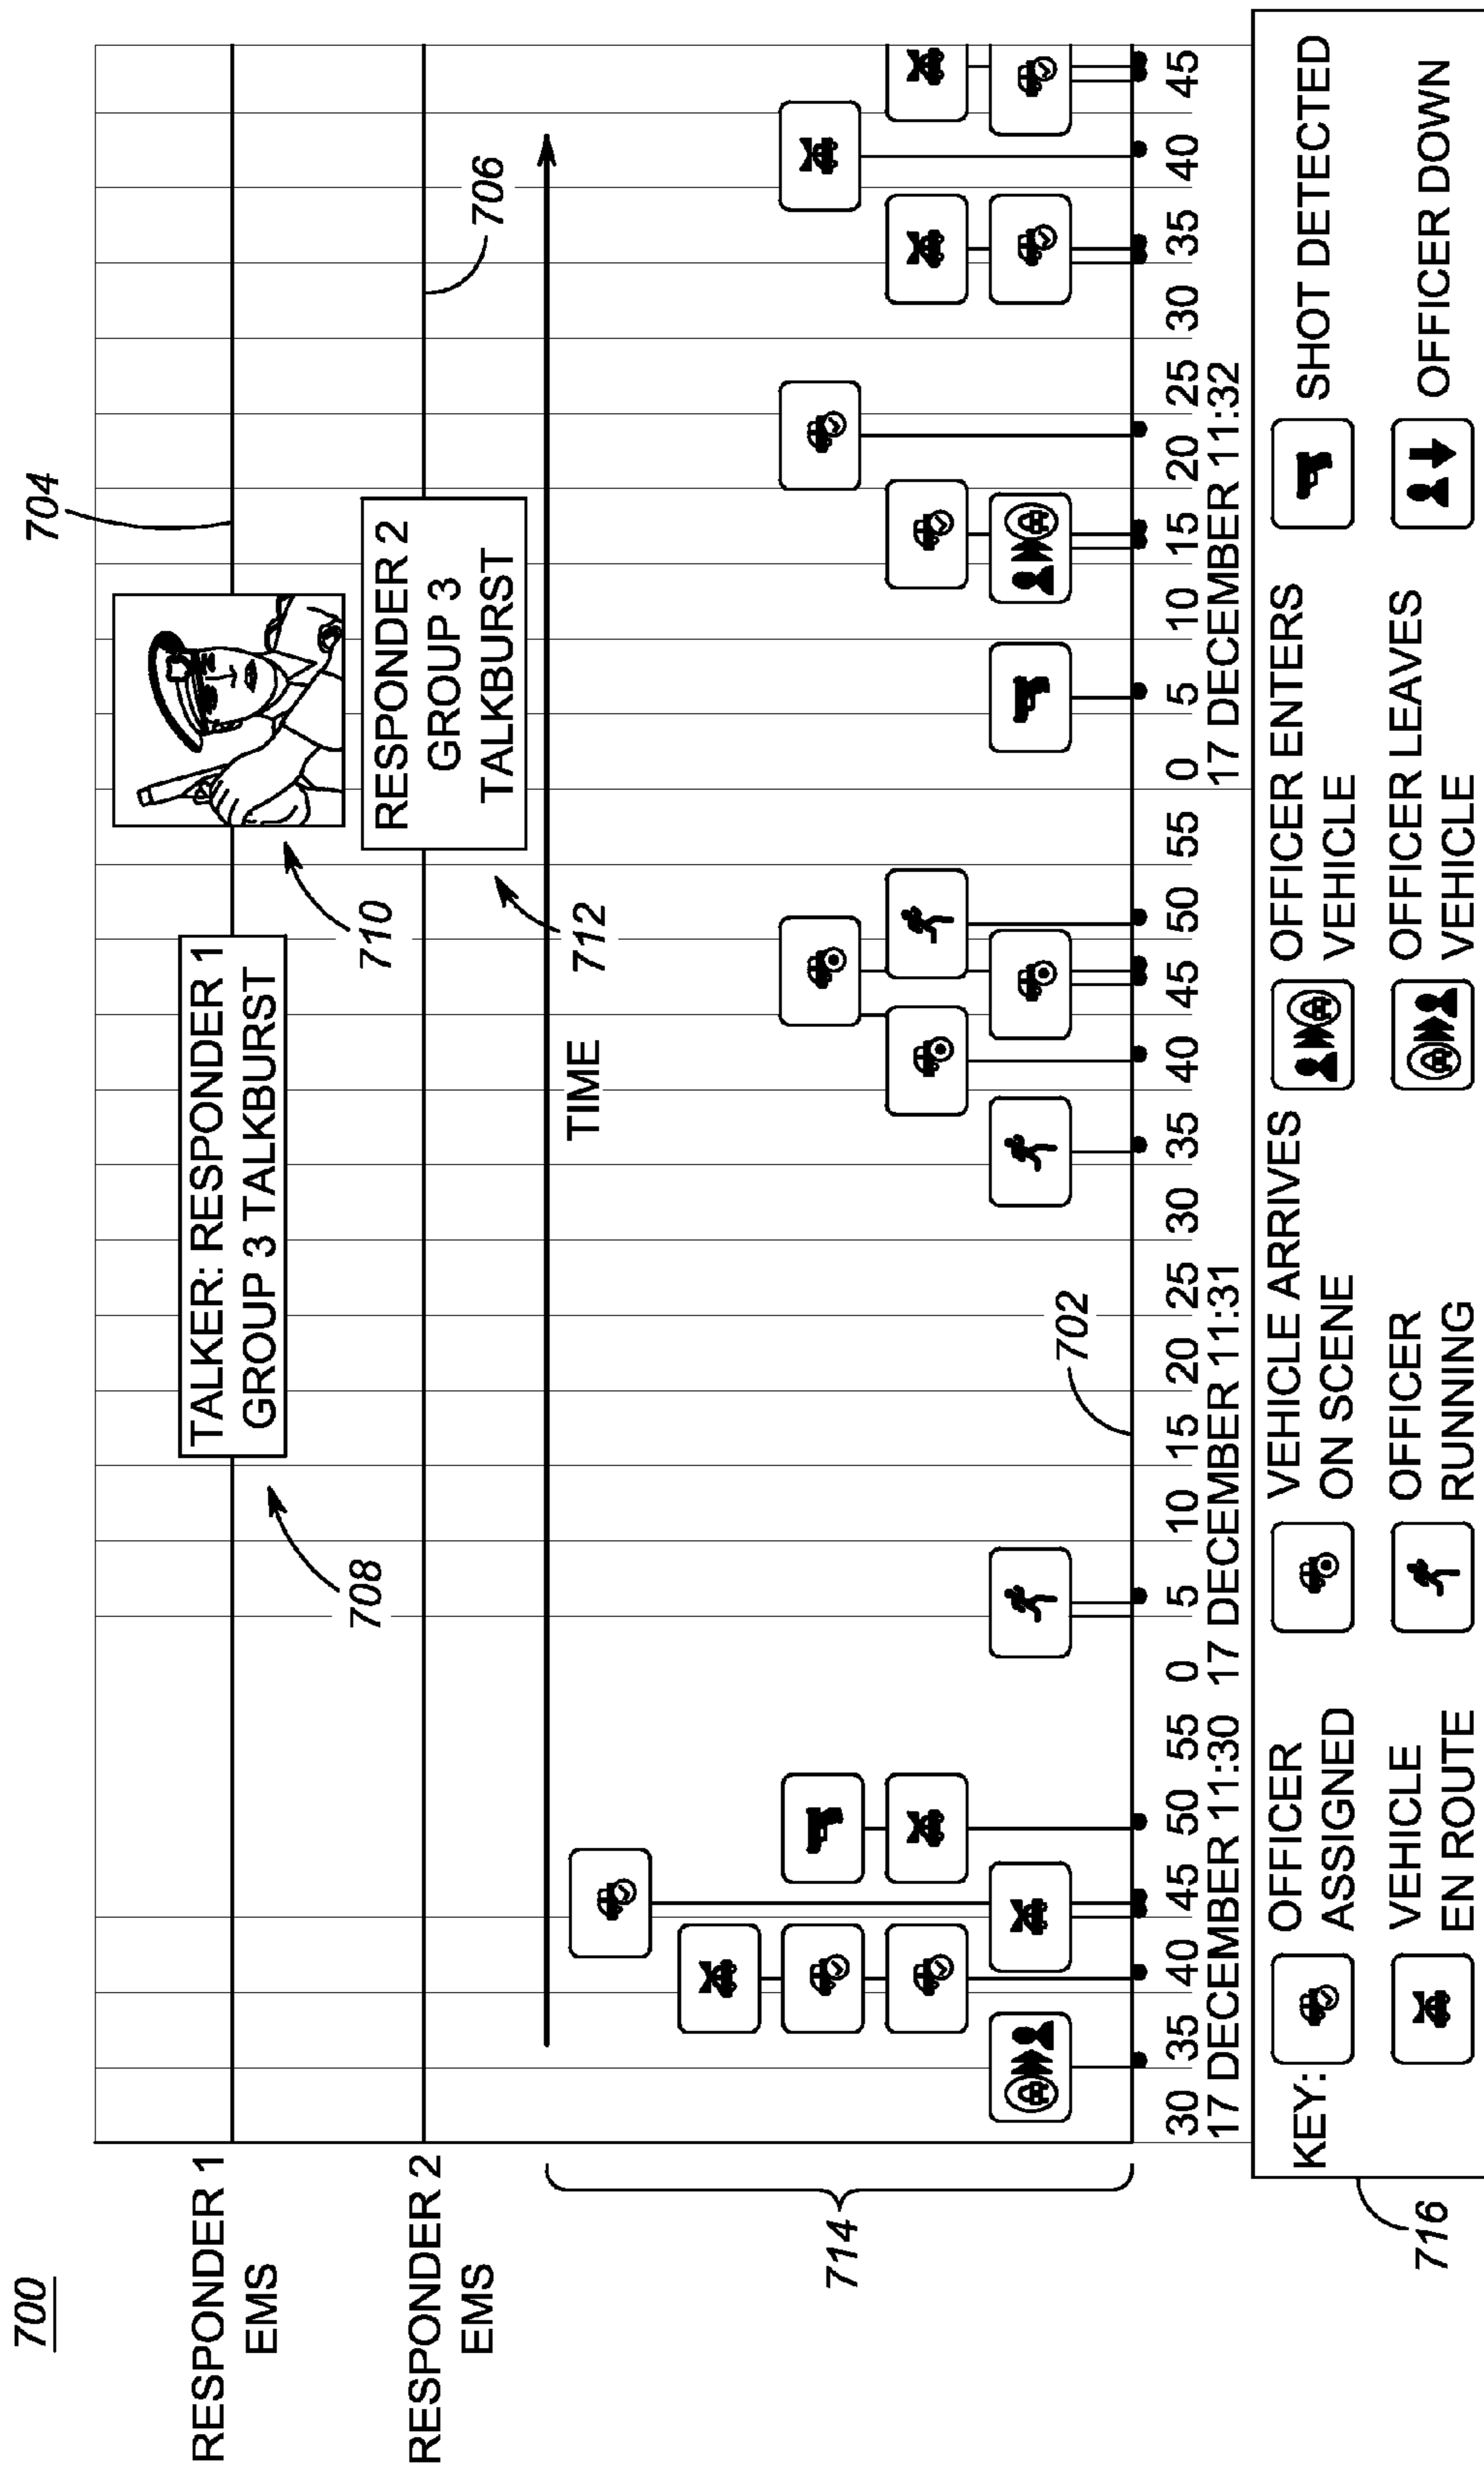 700
704
RESPONDER 1
EMS
TALKER: RESPONDER 1
GROUP 3 TALKBURST
708
710
RESPONDER 2
EMS
RESPONDER 2
GROUP 3
TALKBURST
706
712
TIME
714
702
30 35 40 45 50 55 0 5 10 15 20 25 30 35 40 45 50 55 0 5 10 15 20 25 30 35 40 45
17 DECEMBER 11:30 17 DECEMBER 11:31 17 DECEMBER 11:32
KEY:
OFFICER
ASSIGNED
VEHICLE ARRIVES
ON SCENE
OFFICER ENTERS
VEHICLE
SHOT DETECTED
VEHICLE
EN ROUTE
OFFICER
RUNNING
OFFICER LEAVES
VEHICLE
OFFICER DOWN
716